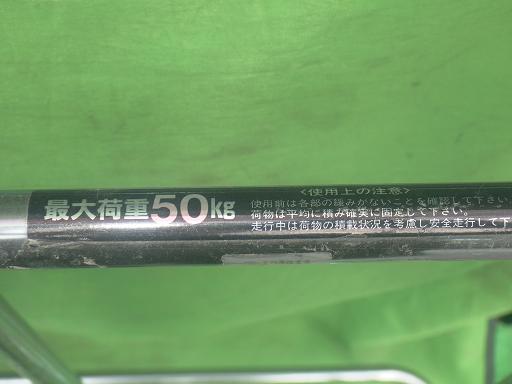 最大荷重50kg
〈使用上の注意〉
使用前は各部の緩みがないことを確認して下さい
荷物は平均に積み確実に固定して下さい。
走行中は荷物の積載状況を考慮し安全走行して下